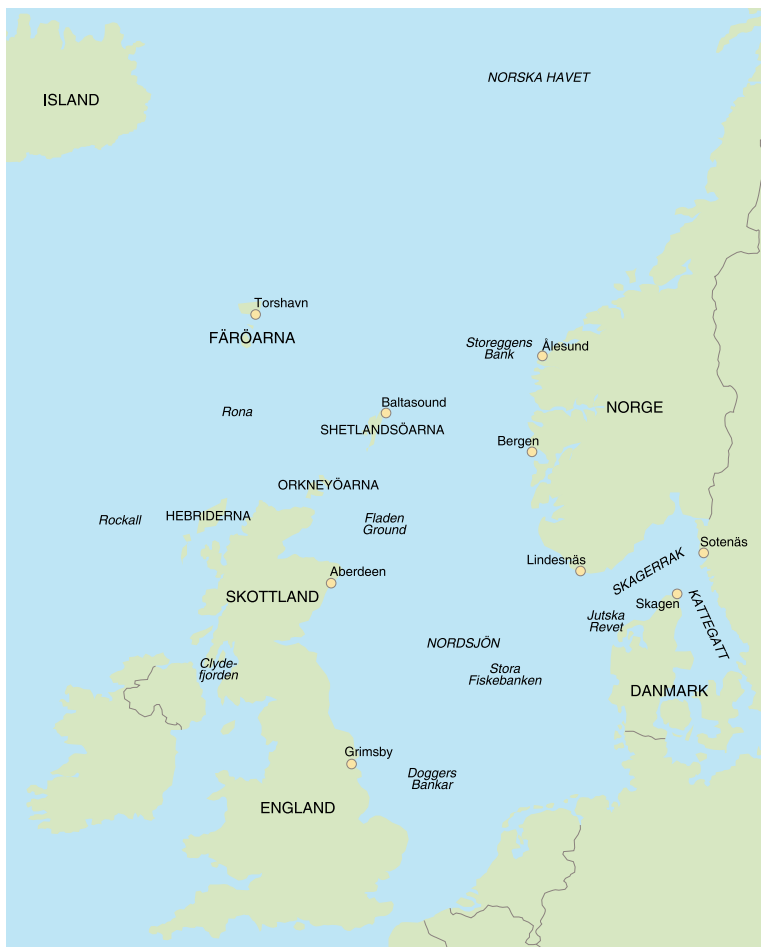 NORSKA HAVET
ISLAND
Torshavn
FÄRÖARNA
Storeggens
Bank
Ålesund
Baltasound
Rona
NORGE
SHETLANDSÖARNA
Bergen
ORKNEYÖARNA
HEBRIDERNA
Rockall
Fladen
Ground
Sotenäs
Lindesnäs
SKAGERRAK
Aberdeen
SKOTTLAND
Skagen
KATTEGATT
Jutska
Revet
NORDSJÖN
Clyde-
fjorden
Stora
Fiskebanken
DANMARK
Grimsby
Doggers
Bankar
ENGLAND